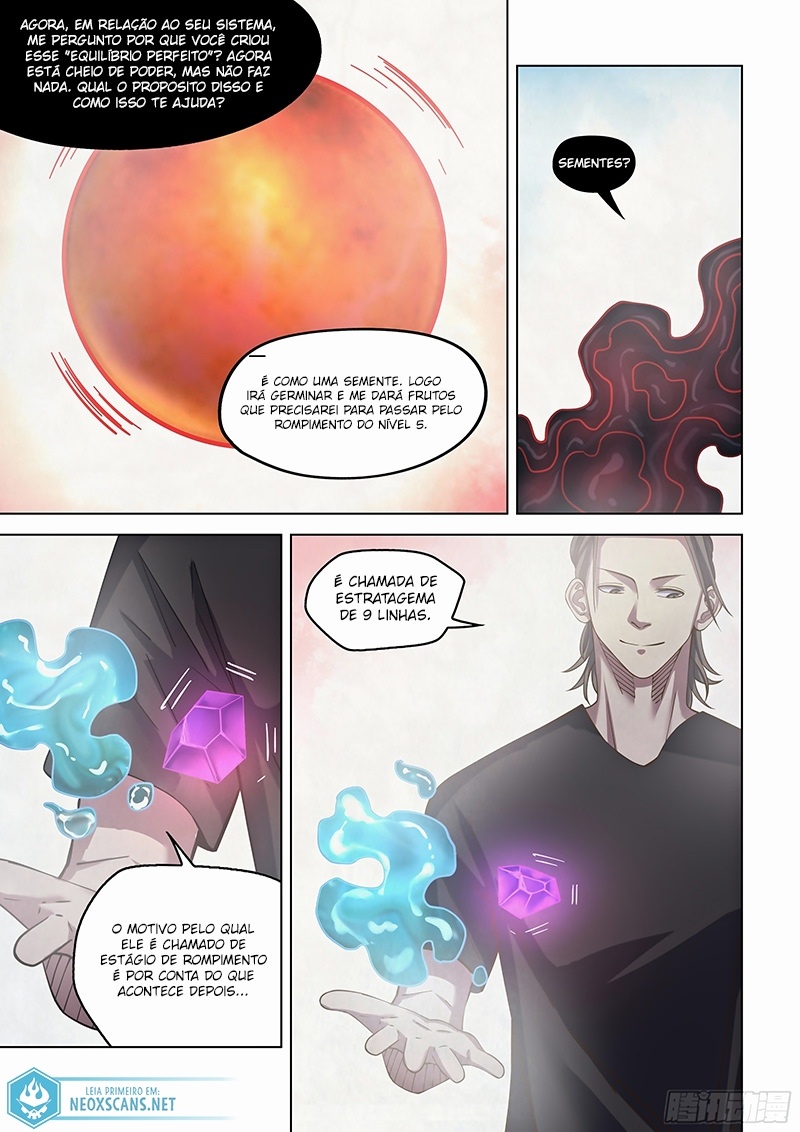 AGORA, EM RELAÇÃO AO SEU SISTEMA,
ME PERGUNTO POR QUE VOCÊ CRIOU
ESSE "EQUILÍBRIO PERFEITO"? AGORA
ESTÁ CHEIO DE PODER, MAS NÃO FAZ
NADA. QUAL O PROPOSITO DISSO E
COMO ISSO TE AJUDA?
É COMO UMA SEMENTE. LOGO
IRÁ GERMINAR E ME DARÁ FRUTOS
QUE PRECISAREI PARA PASSAR PELO
ROMPIMENTO DO NÍVEL 5.
SEMENTES?
O MOTIVO PELO QUAL
ELE É CHAMADO DE
ESTÁGIO DE ROMPIMENTO
É POR CONTA DO QUE
ACONTECE DEPOIS...
É CHAMADA DE
ESTRATAGEMA
DE 9 LINHAS.
LEIA PRIMEIRO EM:
NEOXSCANS.NET
腾讯动漫